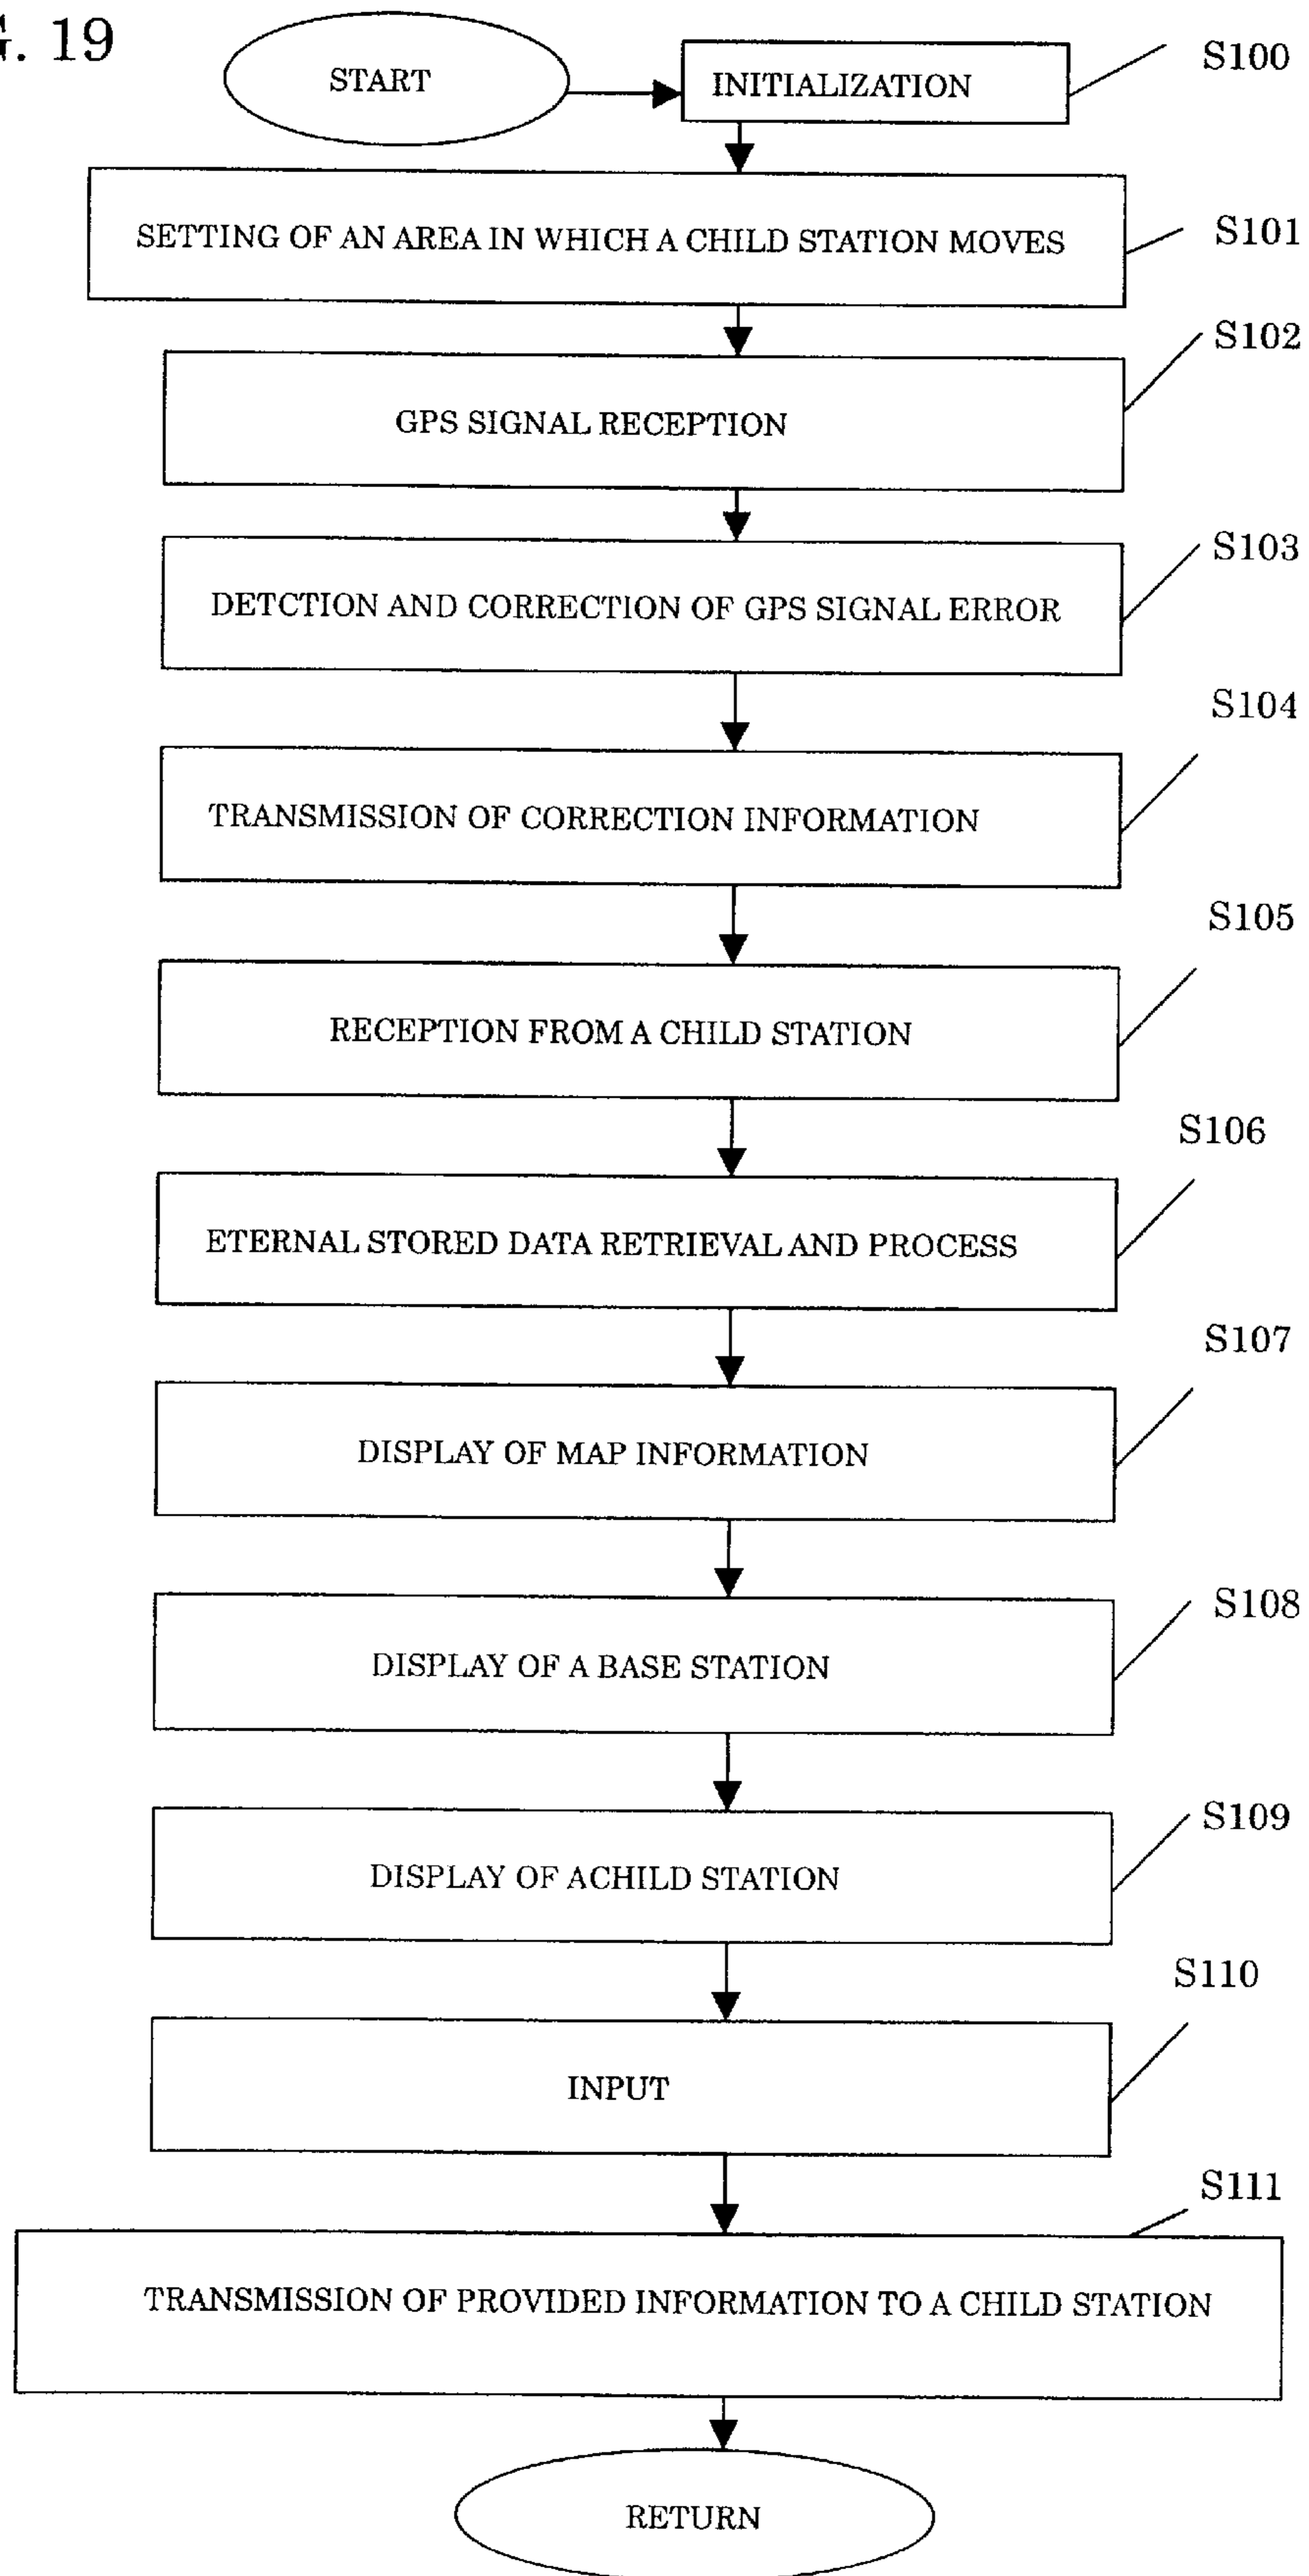 G. 19
START
INITIALIZATION
S100
SETTING OF AN AREA IN WHICH A CHILD STATION MOVES
S101
GPS SIGNAL RECEPTION
S102
DETCTION AND CORRECTION OF GPS SIGNAL ERROR
S103
TRANSMISSION OF CORRECTION INFORMATION
S104
RECEPTION FROM A CHILD STATION
S105
ETERNAL STORED DATA RETRIEVAL AND PROCESS
S106
DISPLAY OF MAP INFORMATION
S107
DISPLAY OF A BASE STATION
S108
DISPLAY OF ACHILD STATION
S109
INPUT
S110
TRANSMISSION OF PROVIDED INFORMATION TO A CHILD STATION
S111
RETURN